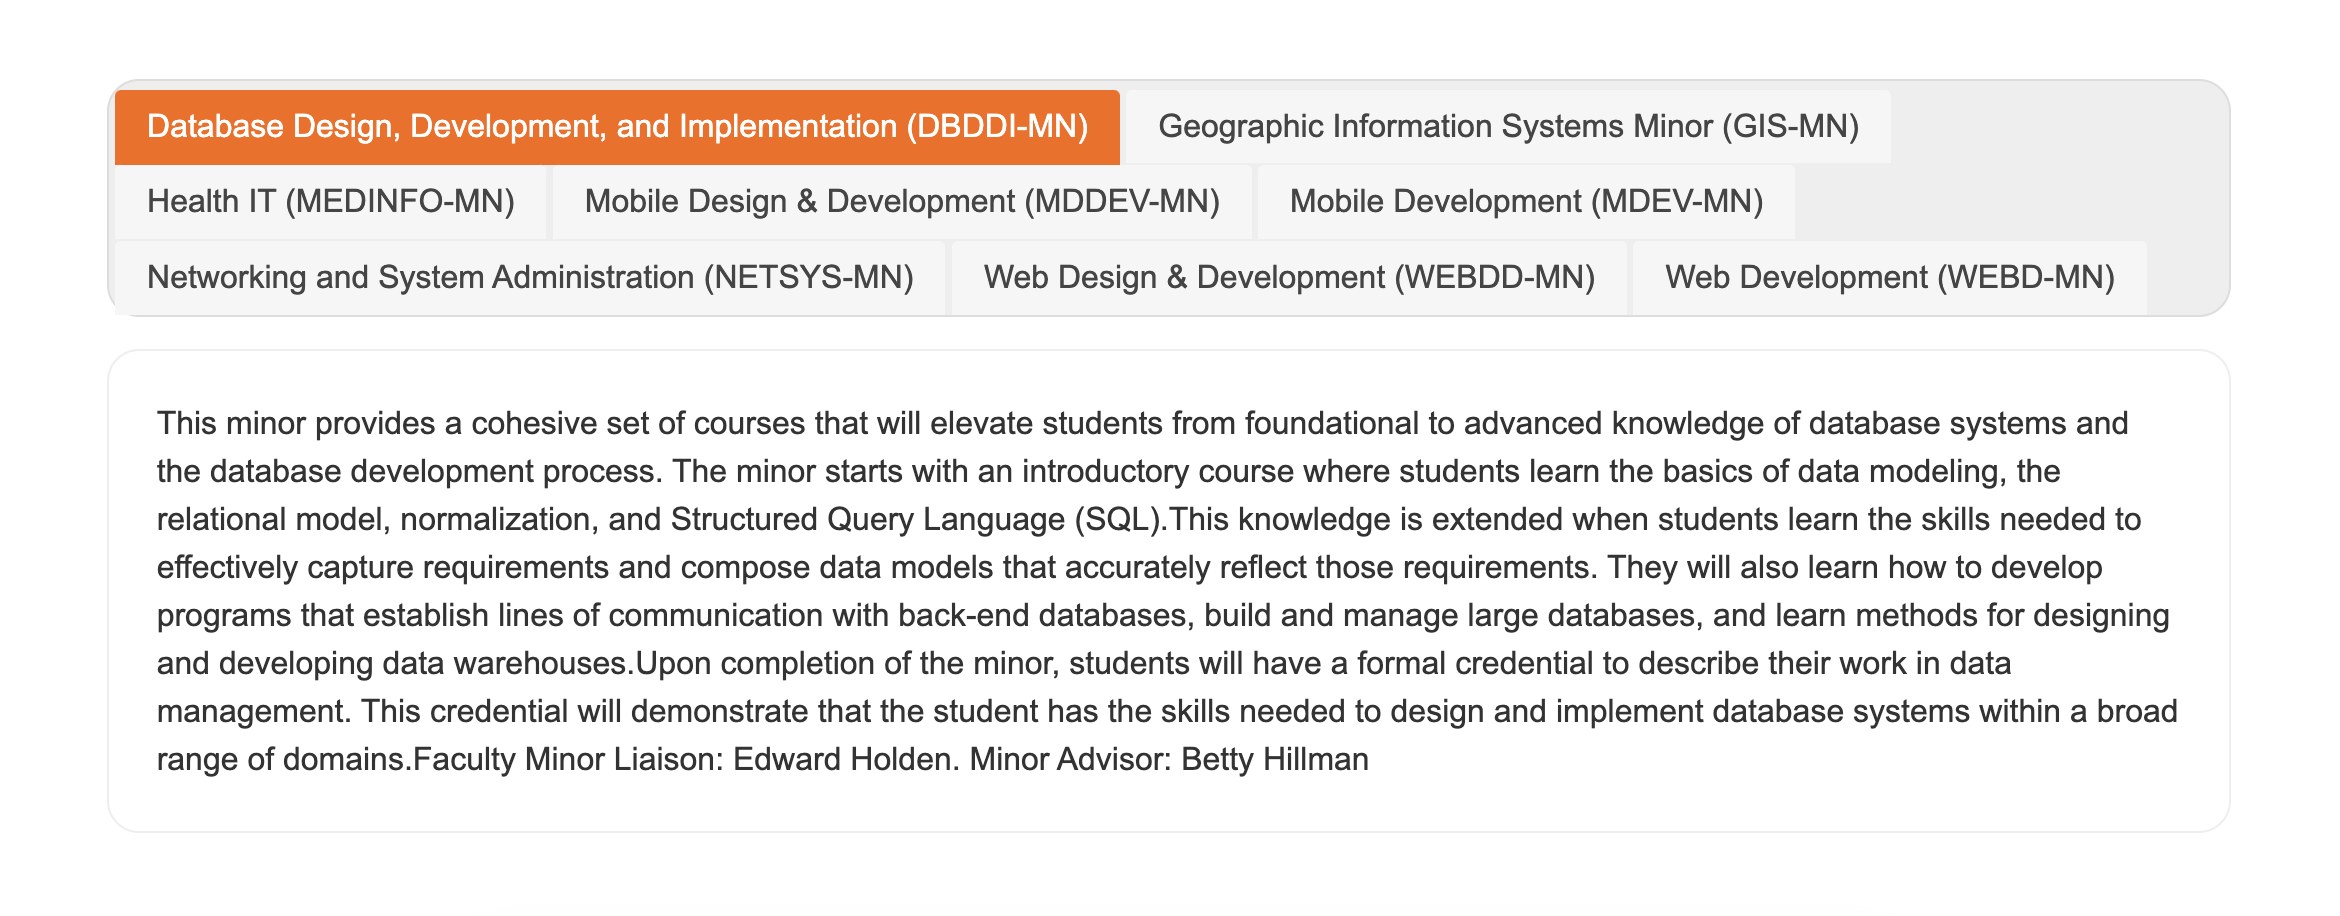 Database Design, Development, and Implementation (DBDDI-MN) Geographic Information Systems Minor (GIS-MN)
Health IT (MEDINFO-MN) Mobile Design & Development (MDDEV-MN) Mobile Development (MDEV-MN)
Networking and System Administration (NETSYS-MN) Web Design & Development (WEBDD-MN) Web Development (WEBD-MN)
This minor provides a cohesive set of courses that will elevate students from foundational to advanced knowledge of database systems and
the database development process. The minor starts with an introductory course where students learn the basics of data modeling, the
relational model, normalization, and Structured Query Language (SQL).This knowledge is extended when students learn the skills needed to
effectively capture requirements and compose data models that accurately reflect those requirements. They will also learn how to develop
programs that establish lines of communication with back-end databases, build and manage large databases, and learn methods for designing
and developing data warehouses.Upon completion of the minor, students will have a formal credential to describe their work in data
management. This credential will demonstrate that the student has the skills needed to design and implement database systems within a broad
range of domains.Faculty Minor Liaison: Edward Holden. Minor Advisor: Betty Hillman